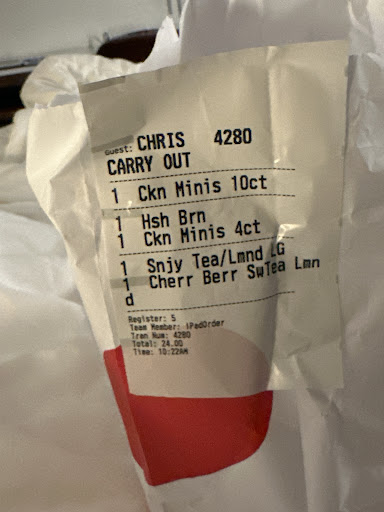 Guest: CHRIS 4280
CARRY OUT
1 Ckn Minis 10ct
1 Hsh Brn
1 Ckn Minis 4ct
1 Snjy Tea/Lmnd LG
1 Cherr Berr SwTea Lmn
d
Register: 5
Team Member: iPadOrder
Tran Num: 4280
Total: 24.00
Time: 10:22AM